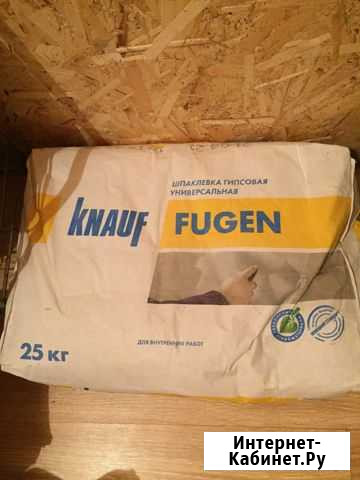 ШПАКЛЕВКА ГИПСОВАЯ
УНИВЕРСАЛЬНАЯ
KNAUF
FUGEN
ДЛЯ ВНУТРЕННИХ РАБОТ
25 кг
Интернет-
Кабинет.Ру